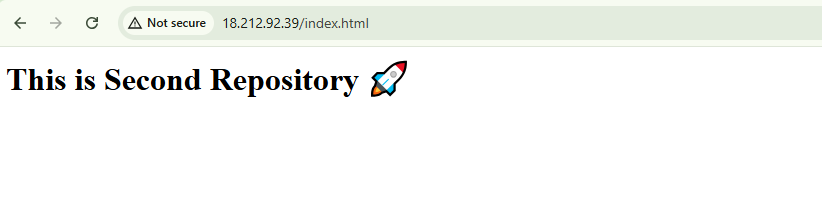 Not secure 18.212.92.39/index.html
This is Second Repository 🚀